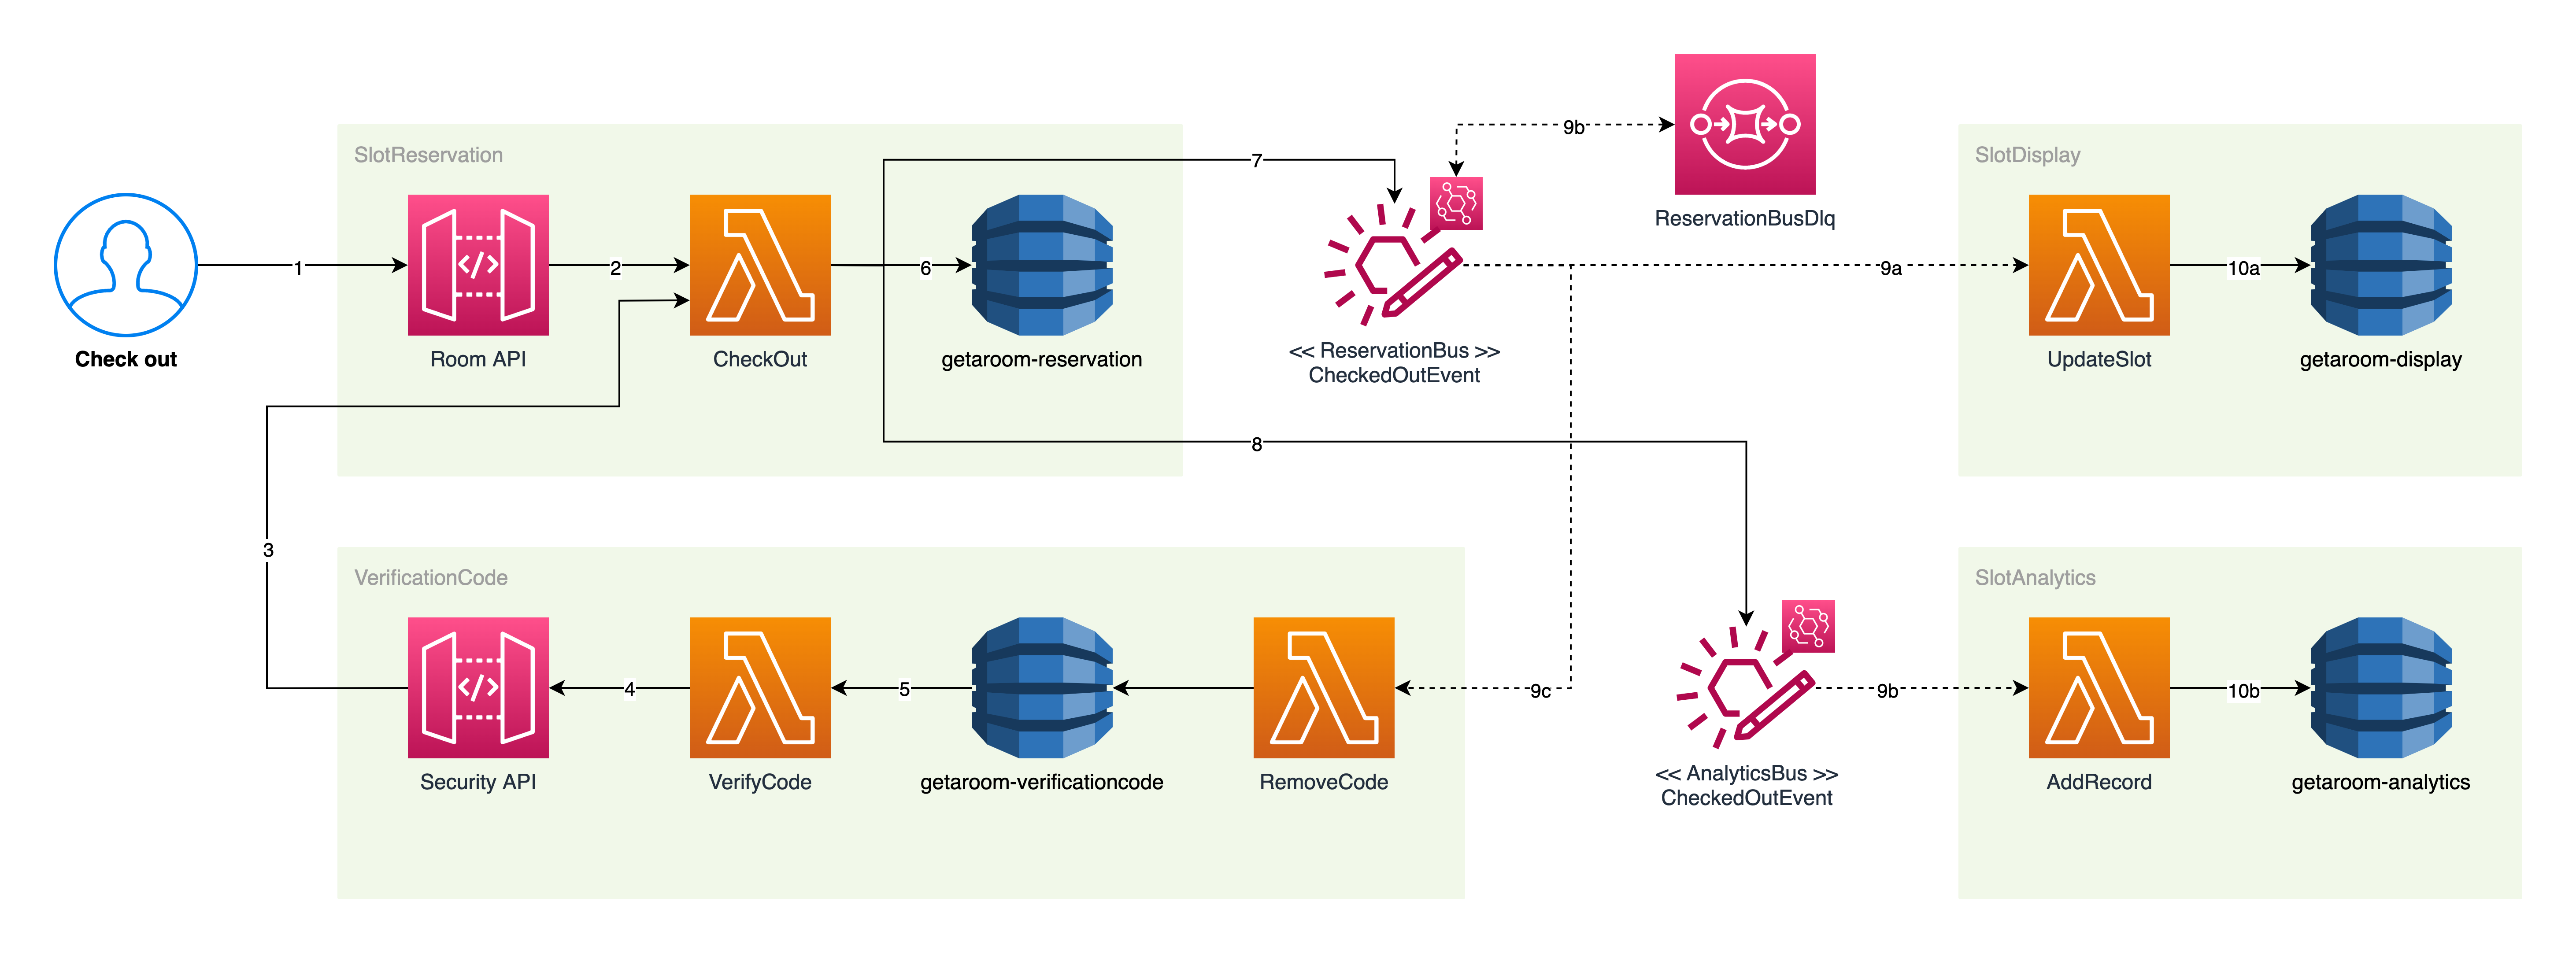 9b
SlotReservation
7
ReservationBusDlq
SlotDisplay
1
2
6
9a
10a
Check out
Room API
CheckOut
getaroom-reservation
<< ReservationBus >>
CheckedOutEvent
UpdateSlot
getaroom-display
8
3
VerificationCode
SlotAnalytics
4
5
9c
9b
10b
Security API
VerifyCode
getaroom-verificationcode
RemoveCode
<< AnalyticsBus >>
CheckedOutEvent
AddRecord
getaroom-analytics